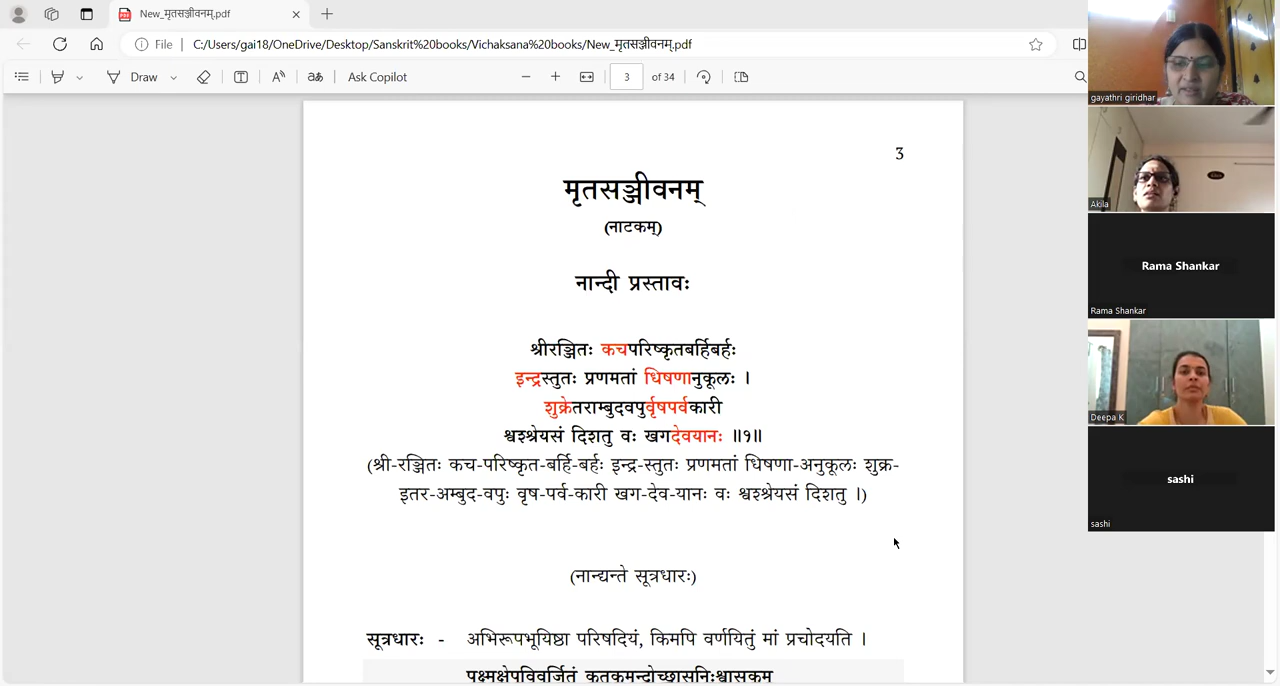 New_मृतसञ्जीवनम्.pdf
File
C:/Users/gai18/OneDrive/Desktop/Sanskrit%20books/Vichaksana%20books/New_मृतसञ्जीवनम्.pdf
Draw
Ask Copilot
3 of 34
3
मृतसञ्जीवनम्
(नाटकम्)
नान्दी प्रस्तावः
श्रीरञ्जितः कचपरिष्कृतबर्हिबर्हः
इन्द्रस्तुतः प्रणमतां धिषणानुकूलः ।
शुक्रेतराम्बुदवपुर्वृषपर्वकारी
श्वश्श्रेयसं दिशतु वः खगदेवयानः ॥१॥
(श्री-रञ्जितः कच-परिष्कृत-बर्हि-बर्हः इन्द्र-स्तुतः प्रणमतां धिषणा-अनुकूलः शुक्र-
इतर-अम्बुद-वपुः वृष-पर्व-कारी खग-देव-यानः वः श्वश्श्रेयसं दिशतु ।)
(नान्द्यन्ते सूत्रधारः)
सूत्रधारः - अभिरूपभूयिष्ठा परिषदियं, किमपि वर्णयितुं मां प्रचोदयति ।
पक्ष्मक्षेपविवर्जितं कृतकमन्दोच्छ्वासनिःश्वासकम्
gayathri giridhar
Akila
Rama Shankar
Rama Shankar
Deepa K
sashi
sashi